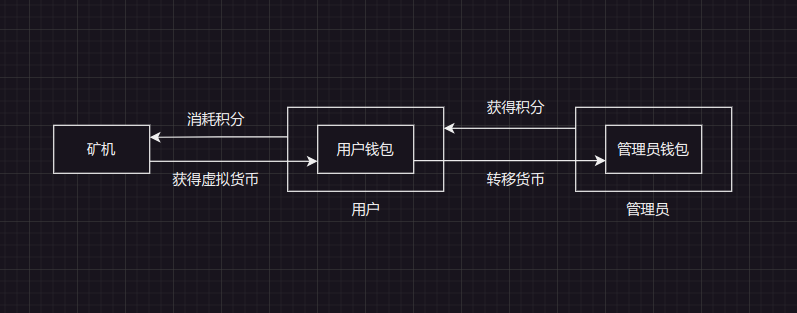 消耗积分
获得积分
矿机
用户钱包
管理员钱包
获得虚拟货币
转移货币
用户
管理员